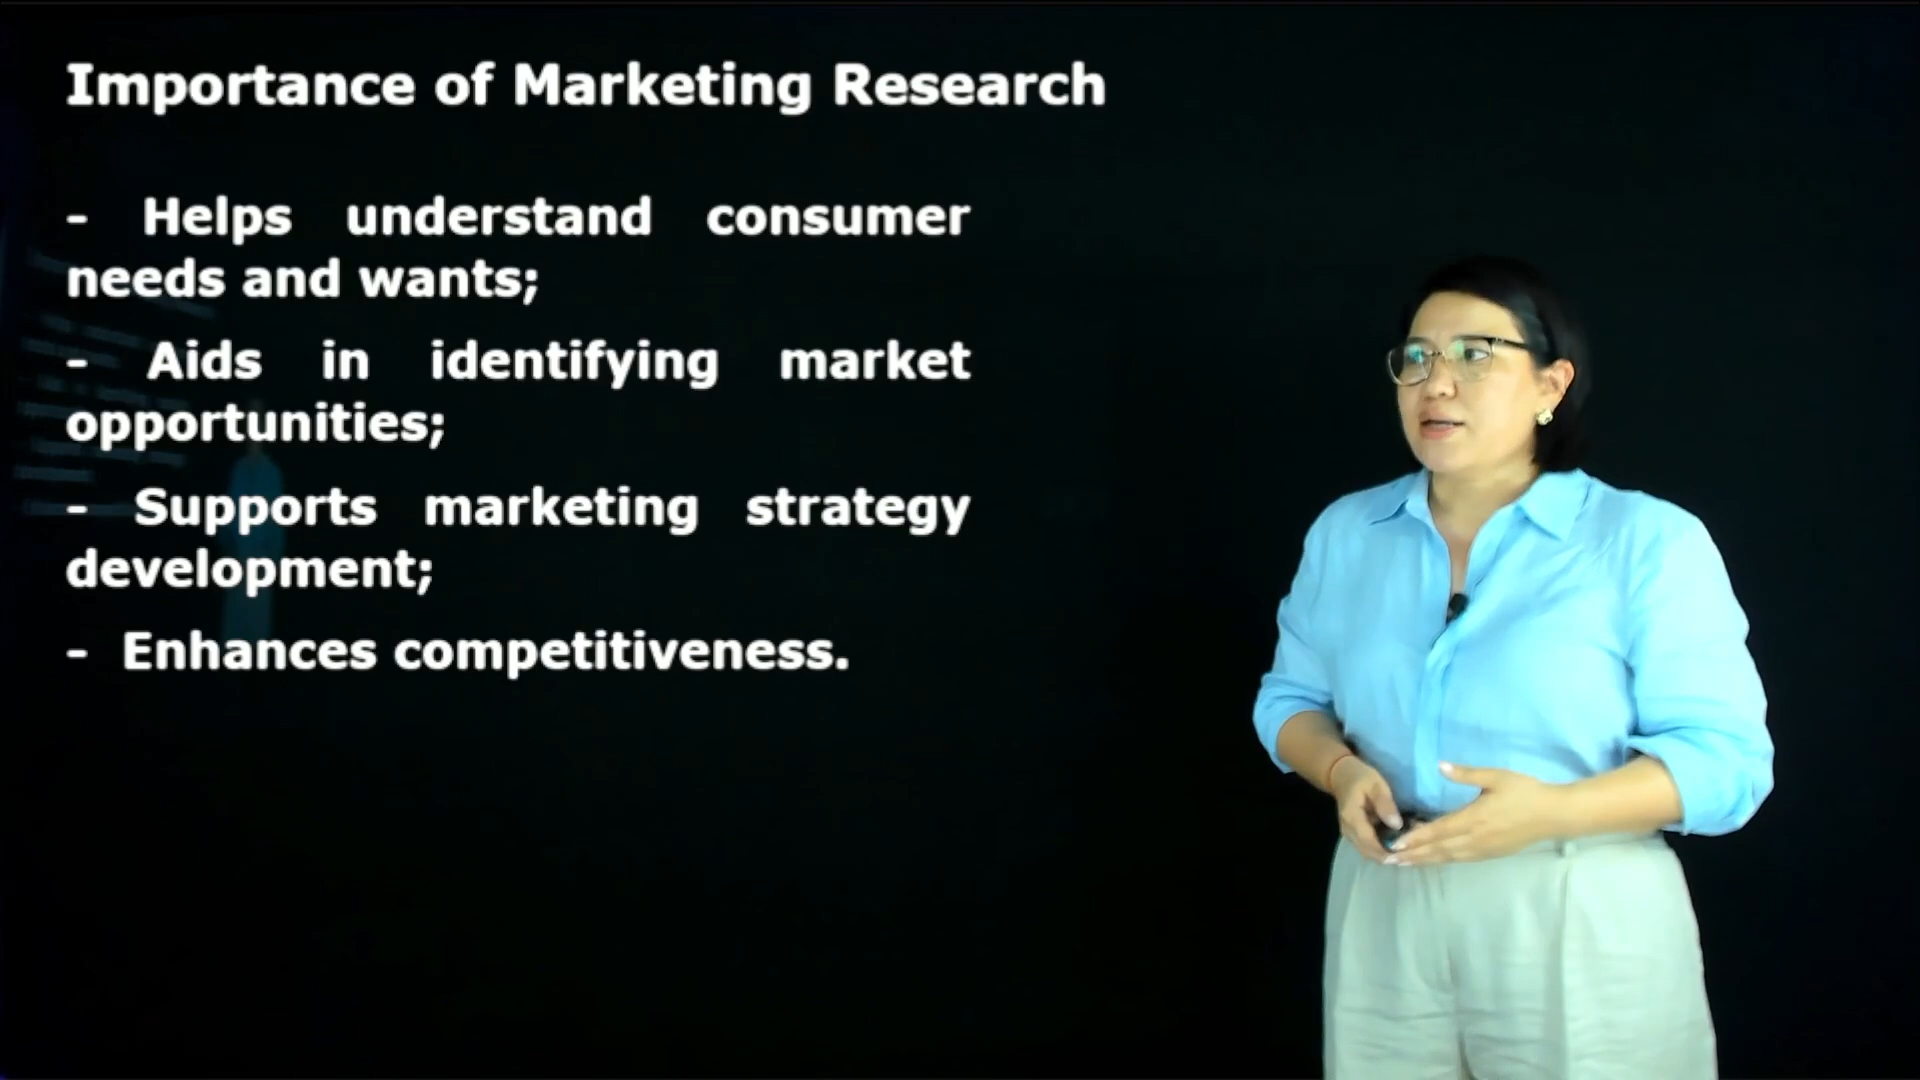 Importance of Marketing Research
- Helps understand consumer
needs and wants;
- Aids in identifying market
opportunities;
- Supports marketing strategy
development;
- Enhances competitiveness.